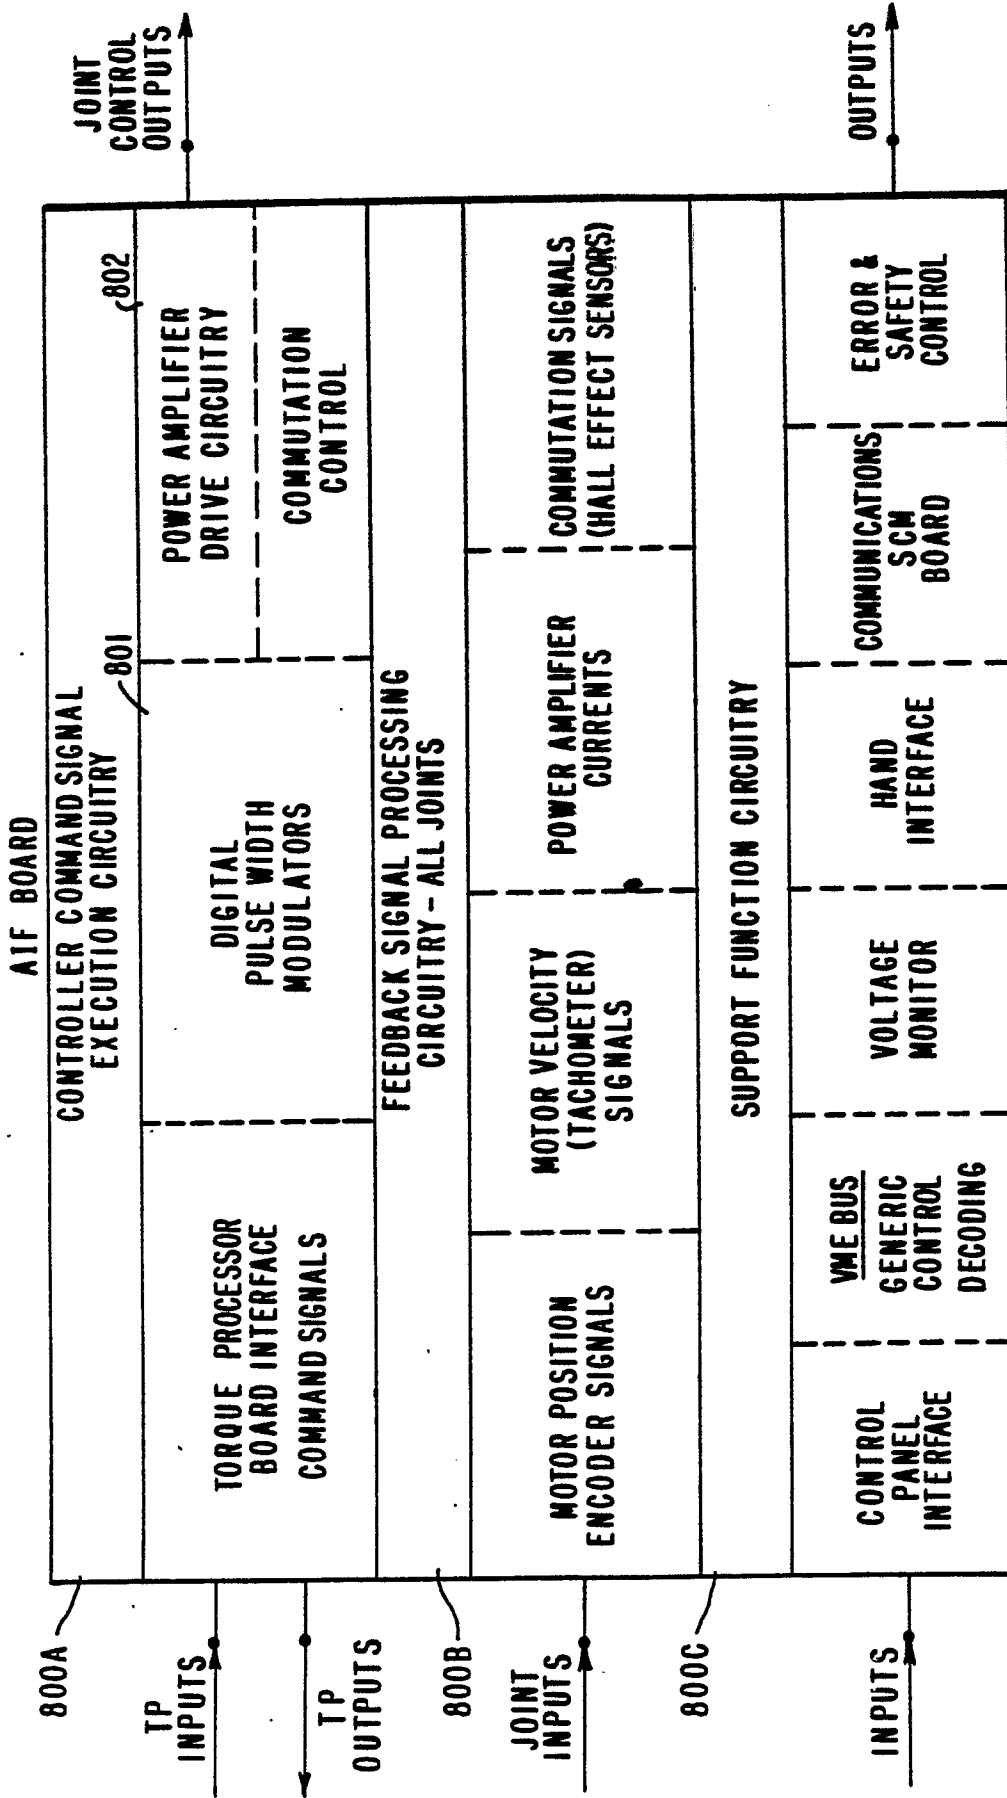 AIF BOARD
CONTROLLER COMMAND SIGNAL
EXECUTION CIRCUITRY
800A
801
802
TP
INPUTS
TP
OUTPUTS
TORQUE PROCESSOR
BOARD INTERFACE
COMMAND SIGNALS
DIGITAL
PULSE WIDTH
MODULATORS
POWER AMPLIFIER
DRIVE CIRCUITRY
COMMUTATION
CONTROL
JOINT
CONTROL
OUTPUTS
FEEDBACK SIGNAL PROCESSING
CIRCUITRY - ALL JOINTS
800B
JOINT
INPUTS
MOTOR POSITION
ENCODER SIGNALS
MOTOR VELOCITY
(TACHOMETER)
SIGNALS
POWER AMPLIFIER
CURRENTS
COMMUTATION SIGNALS
(HALL EFFECT SENSORS)
SUPPORT FUNCTION CIRCUITRY
800C
INPUTS
CONTROL
PANEL
INTERFACE
VME BUS
GENERIC
CONTROL
DECODING
VOLTAGE
MONITOR
HAND
INTERFACE
COMMUNICATIONS
SCM
BOARD
ERROR &
SAFETY
CONTROL
OUTPUTS